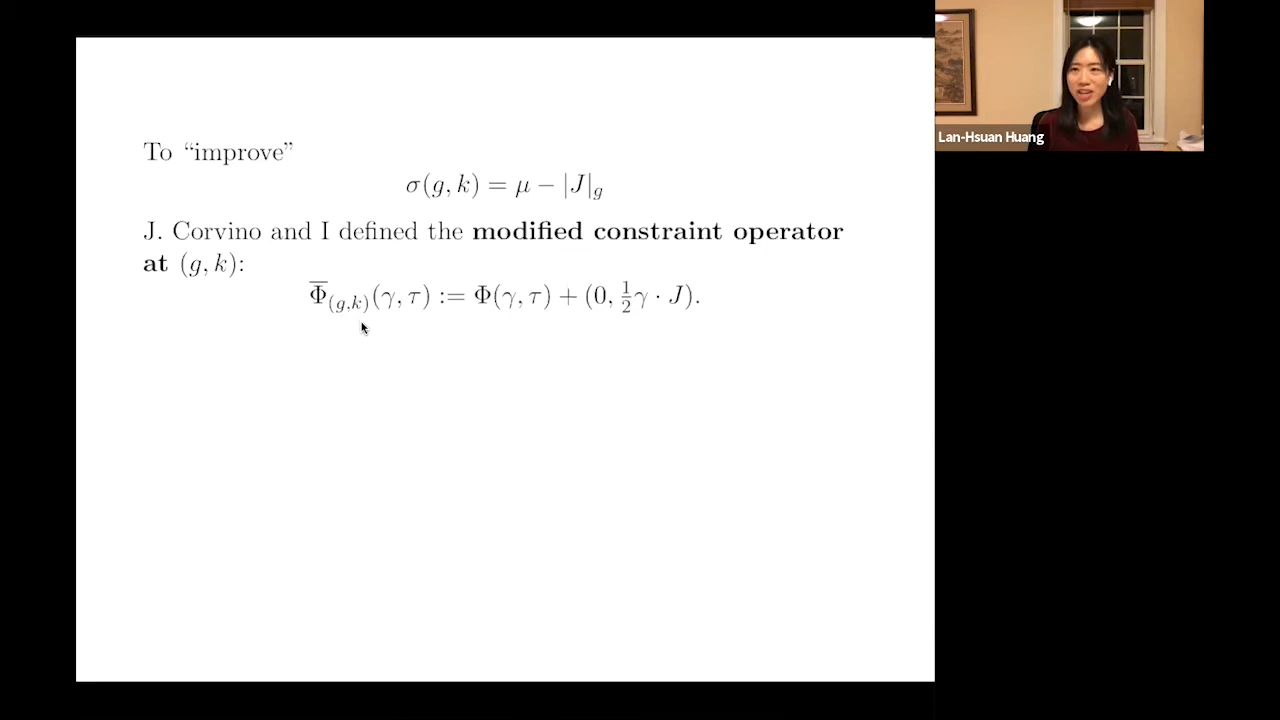 To “improve”
σ(g, k) = μ − |J|_g
J. Corvino and I defined the modified constraint operator
at (g, k):
Φ̅_(g,k)(γ, τ) := Φ(γ, τ) + (0, ½γ · J).
Lan-Hsuan Huang